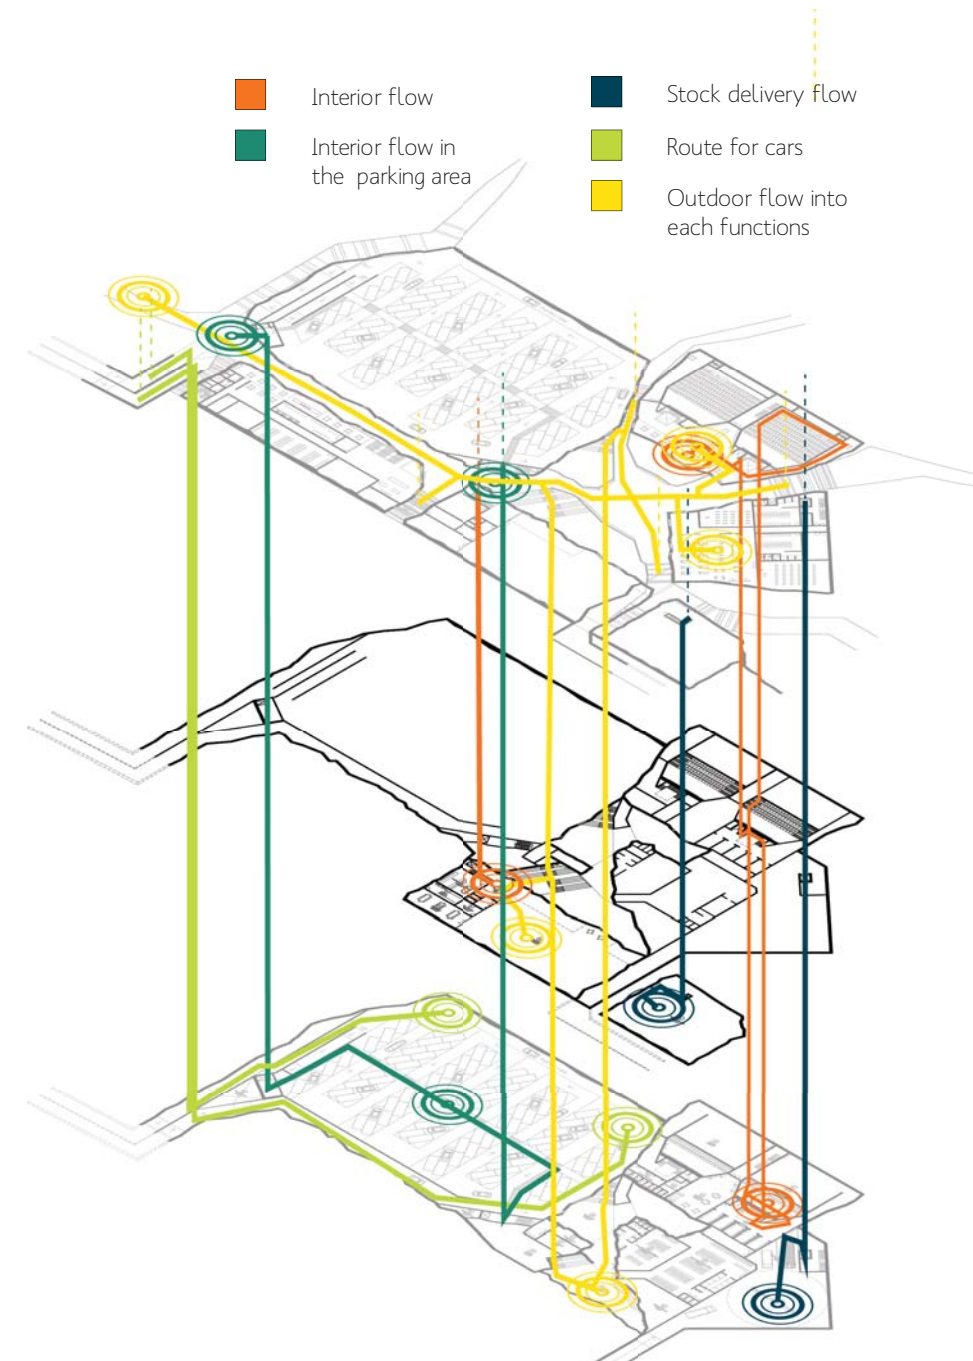 Interior flow
Interior flow in
the parking area
Stock delivery flow
Route for cars
Outdoor flow into
each functions